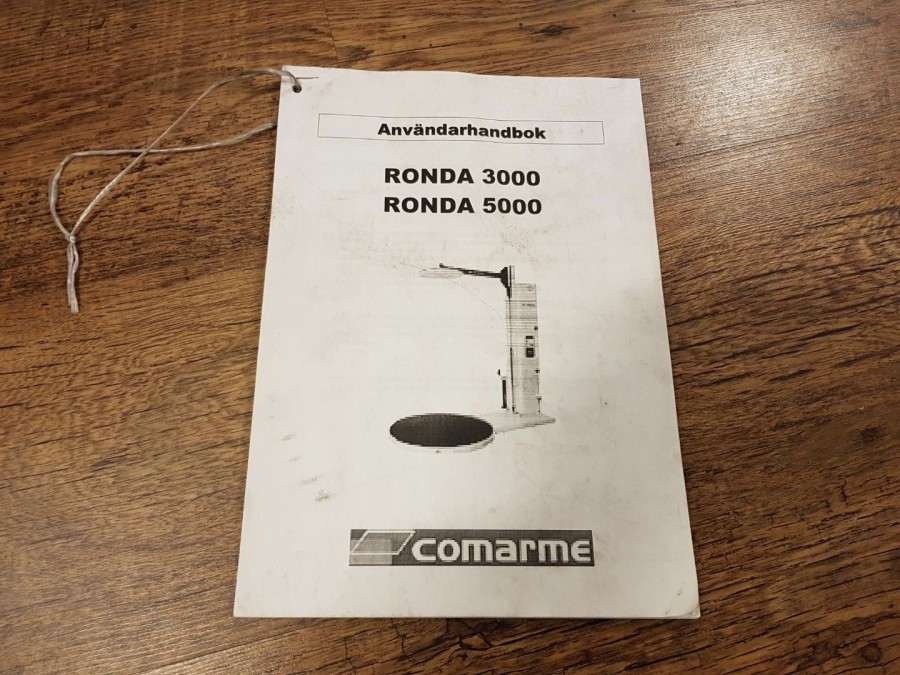 Användarhandbok
RONDA 3000
RONDA 5000
comarme